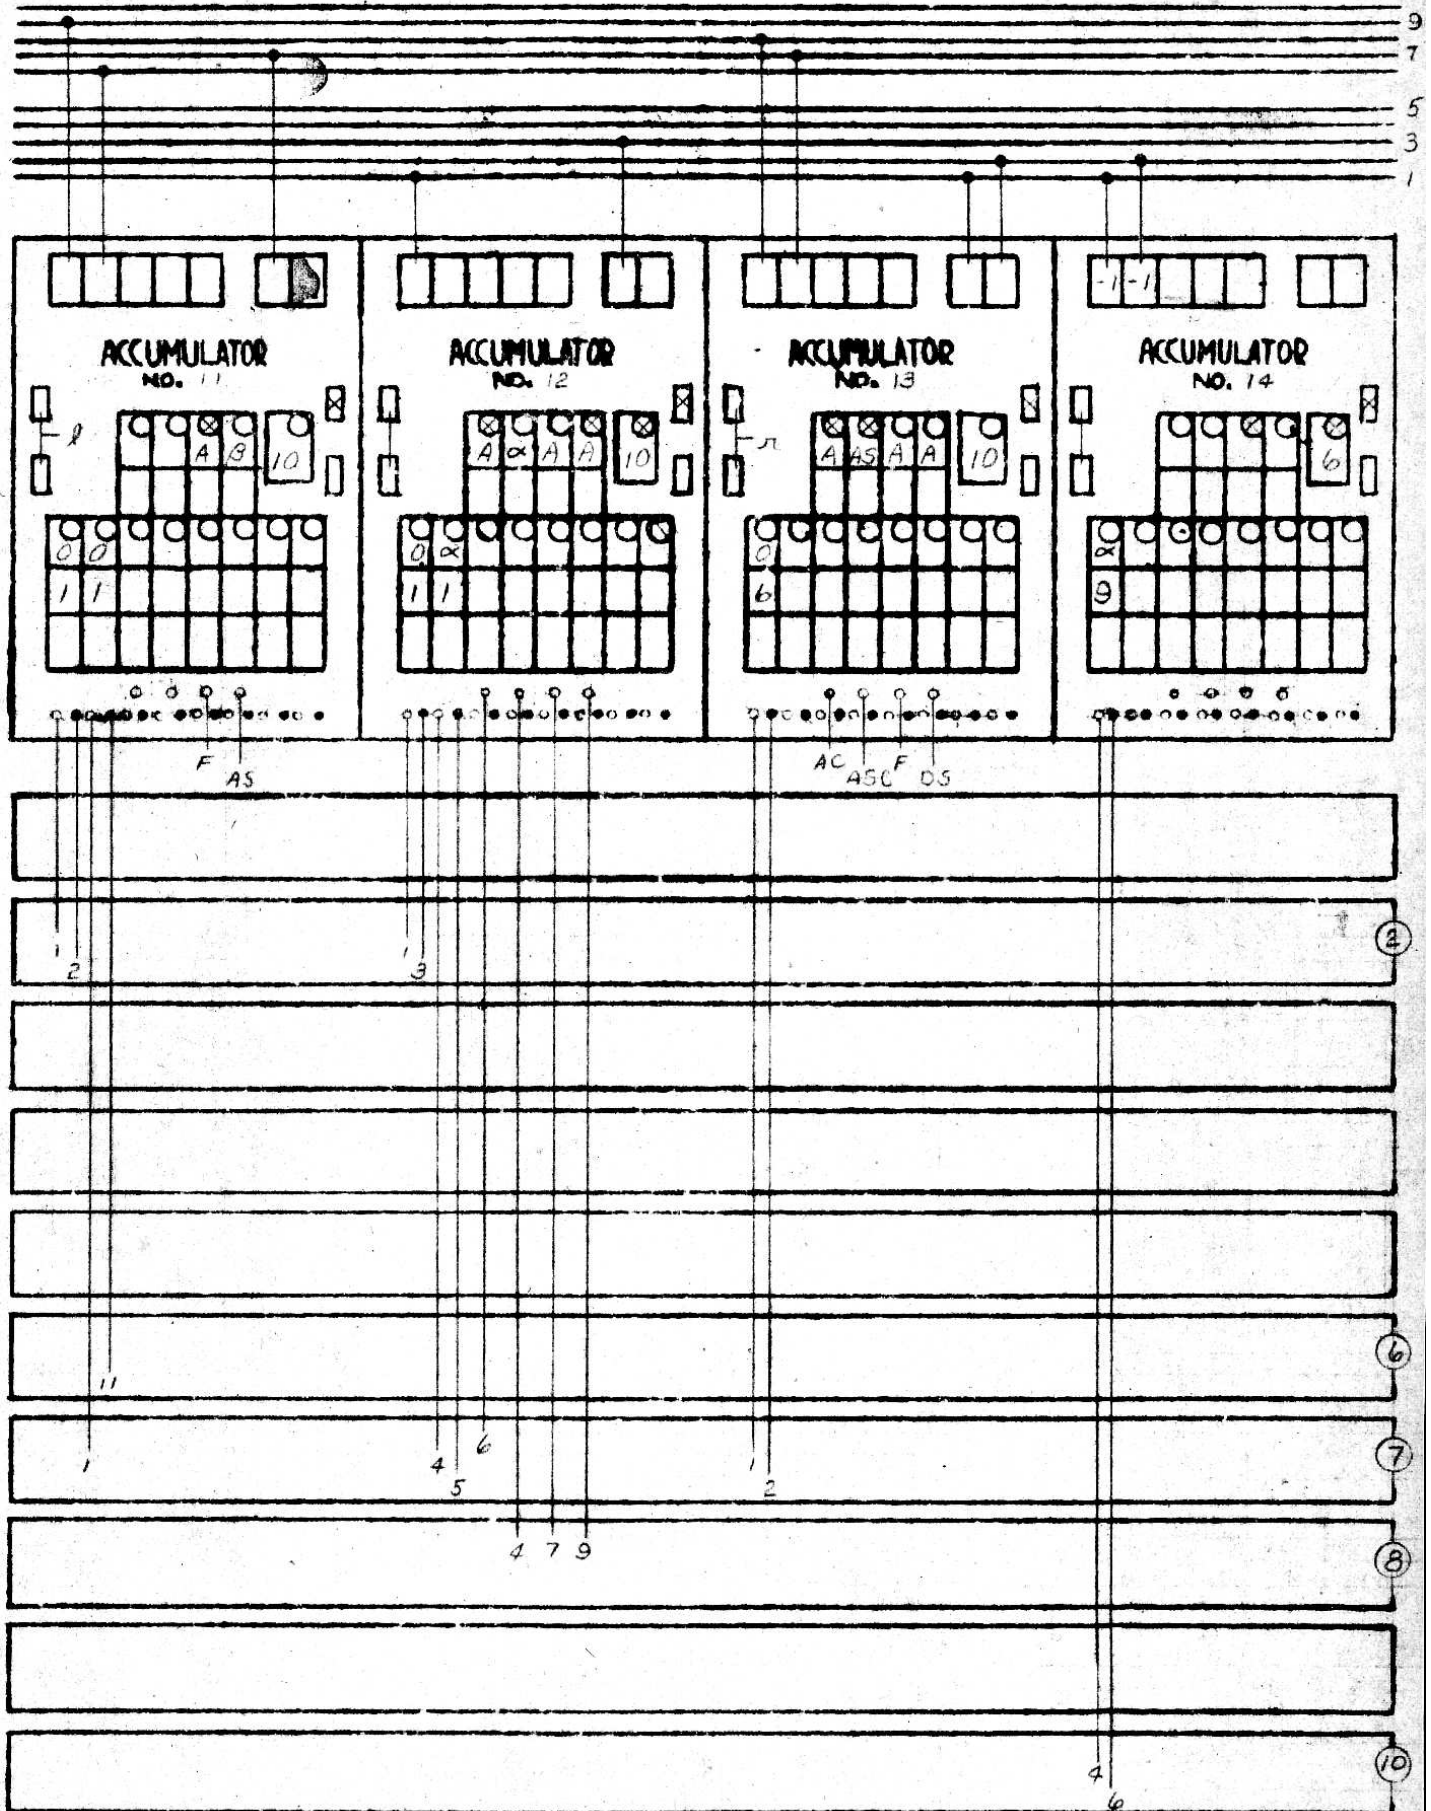 9
7
5
3
1
-1 -1
ACCUMULATOR ACCUMULATOR ACCUMULATOR ACCUMULATOR
NO. 11 NO. 12 NO. 13 NO. 14
l r
A B 10 A α A A 10 A AS A A 10 6
0 0 0 α 0 α
1 1 1 1 6 9
F AS AC ASC F DS
1 2 1 3 2
11 6
1 4 5 6 1 2 7
4 7 9 8
4 6 10